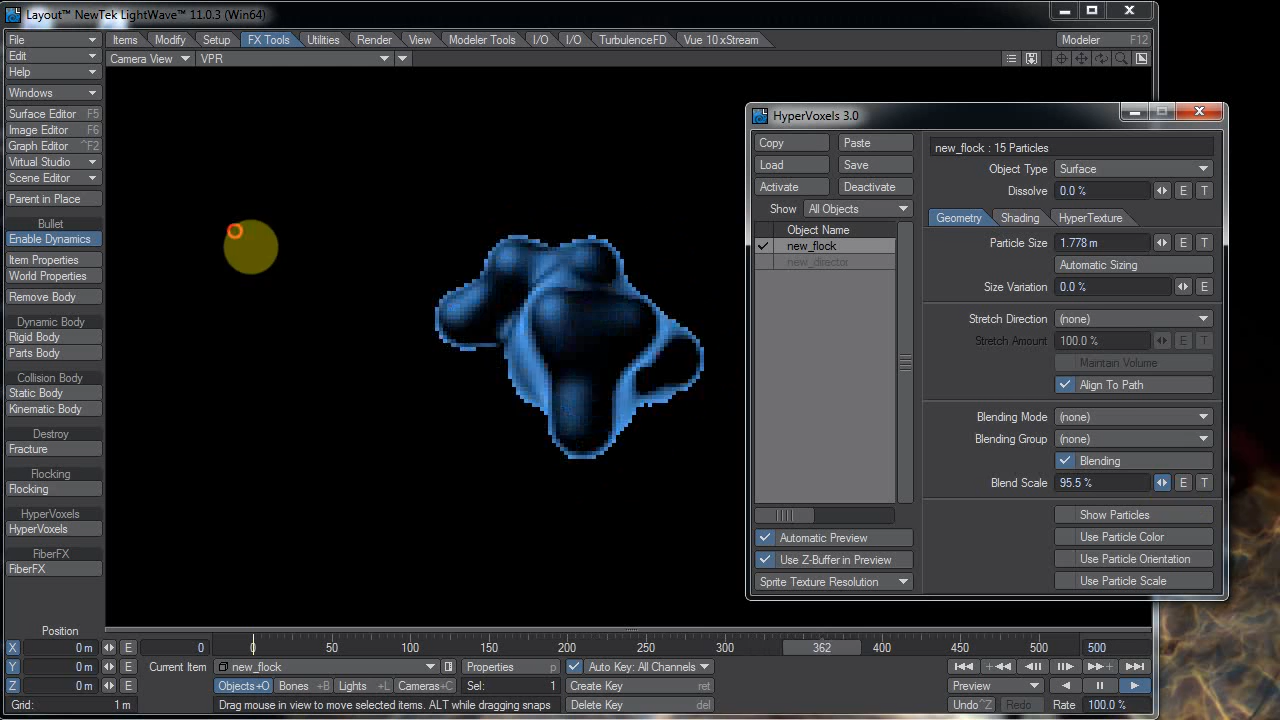 Layout™ NewTek LightWave™ 11.0.3 (Win64)
File Items Modify Setup FX Tools Utilities Render View Modeler Tools I/O I/O TurbulenceFD Vue 10 xStream Modeler F12
Edit Camera View VPR
Help
Windows
Surface Editor F5
Image Editor F6
Graph Editor ^F2
Virtual Studio
Scene Editor
Parent in Place
Bullet
Enable Dynamics
Item Properties
World Properties
Remove Body
Dynamic Body
Rigid Body
Parts Body
Collision Body
Static Body
Kinematic Body
Destroy
Fracture
Flocking
Flocking
HyperVoxels
HyperVoxels
FiberFX
FiberFX
HyperVoxels 3.0
Copy Paste
Load Save
Activate Deactivate
Show All Objects
Object Name
new_flock
new_director
Automatic Preview
Use Z-Buffer in Preview
Sprite Texture Resolution
new_flock : 15 Particles
Object Type Surface
Dissolve 0.0 % E T
Geometry Shading HyperTexture
Particle Size 1.778 m E T
Automatic Sizing
Size Variation 0.0 % E
Stretch Direction (none)
Stretch Amount 100.0 % E T
Maintain Volume
Align To Path
Blending Mode (none)
Blending Group (none)
Blending
Blend Scale 95.5 % E T
Show Particles
Use Particle Color
Use Particle Orientation
Use Particle Scale
Position
X 0 m E 0 0 50 100 150 200 250 300 362 400 450 500 500
Y 0 m E Current Item new_flock Properties p Auto Key: All Channels
Z 0 m E Objects+O Bones +B Lights +L Cameras+C Sel: 1 Create Key ret Preview
Grid: 1 m Drag mouse in view to move selected items. ALT while dragging snaps Delete Key del Undo^Z Redo Rate 100.0 %